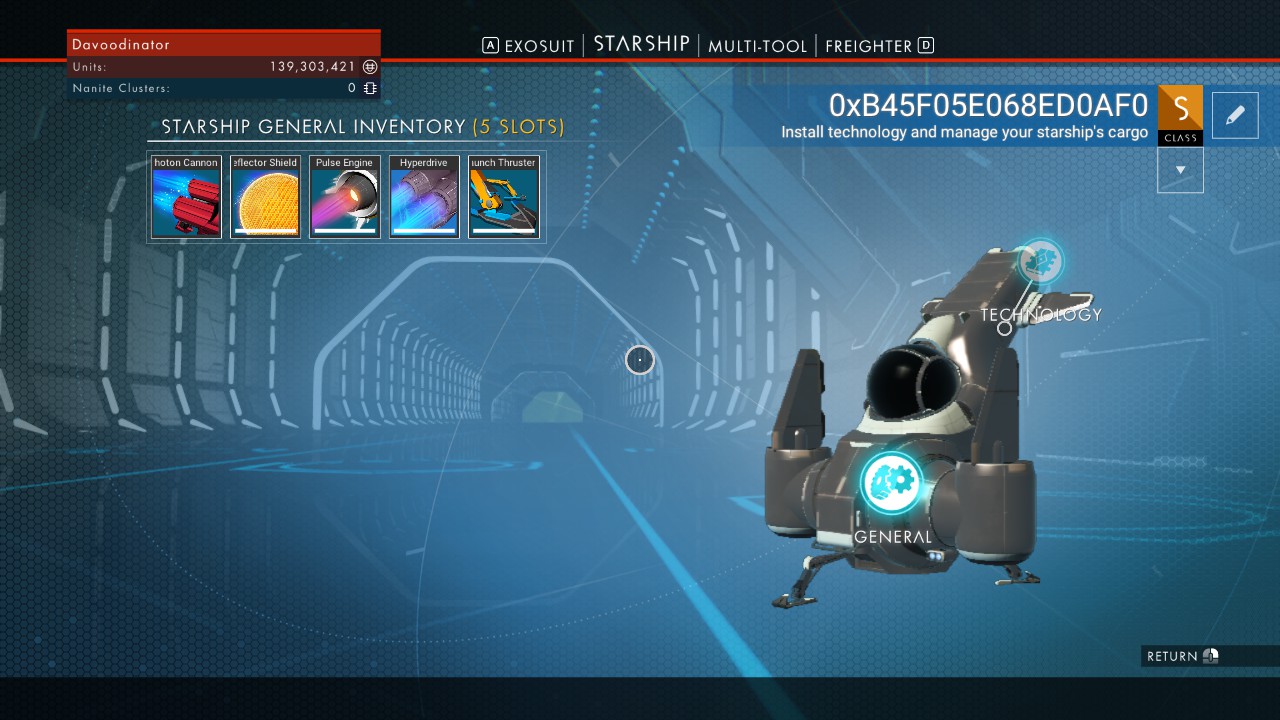 Davoodinator
Units: 139,303,421
Nanite Clusters: 0
A EXOSUIT STARSHIP MULTI-TOOL FREIGHTER D
STARSHIP GENERAL INVENTORY (5 SLOTS)
hoton Cannon eflector Shield Pulse Engine Hyperdrive unch Thruster
0xB45F05E068ED0AF0
Install technology and manage your starship's cargo
S
CLASS
TECHNOLOGY
GENERAL
RETURN